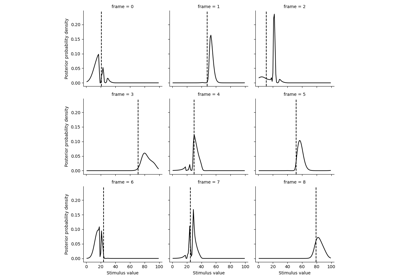 frame = 0
frame = 1
frame = 2
Posterior probability density
0.20
0.15
0.10
0.05
0.00
frame = 3
frame = 4
frame = 5
Posterior probability density
0.20
0.15
0.10
0.05
0.00
frame = 6
frame = 7
frame = 8
Posterior probability density
0.20
0.15
0.10
0.05
0.00
0 20 40 60 80 100
0 20 40 60 80 100
0 20 40 60 80 100
Stimulus value
Stimulus value
Stimulus value